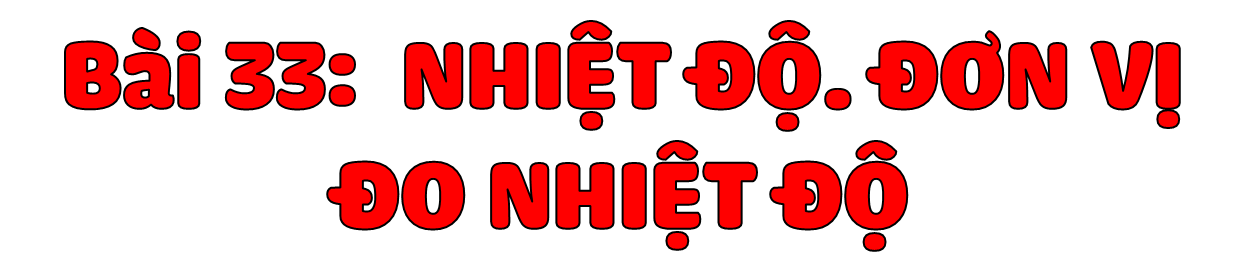 Bài 33: NHIỆT ĐỘ. ĐƠN VỊ
ĐO NHIỆT ĐỘ